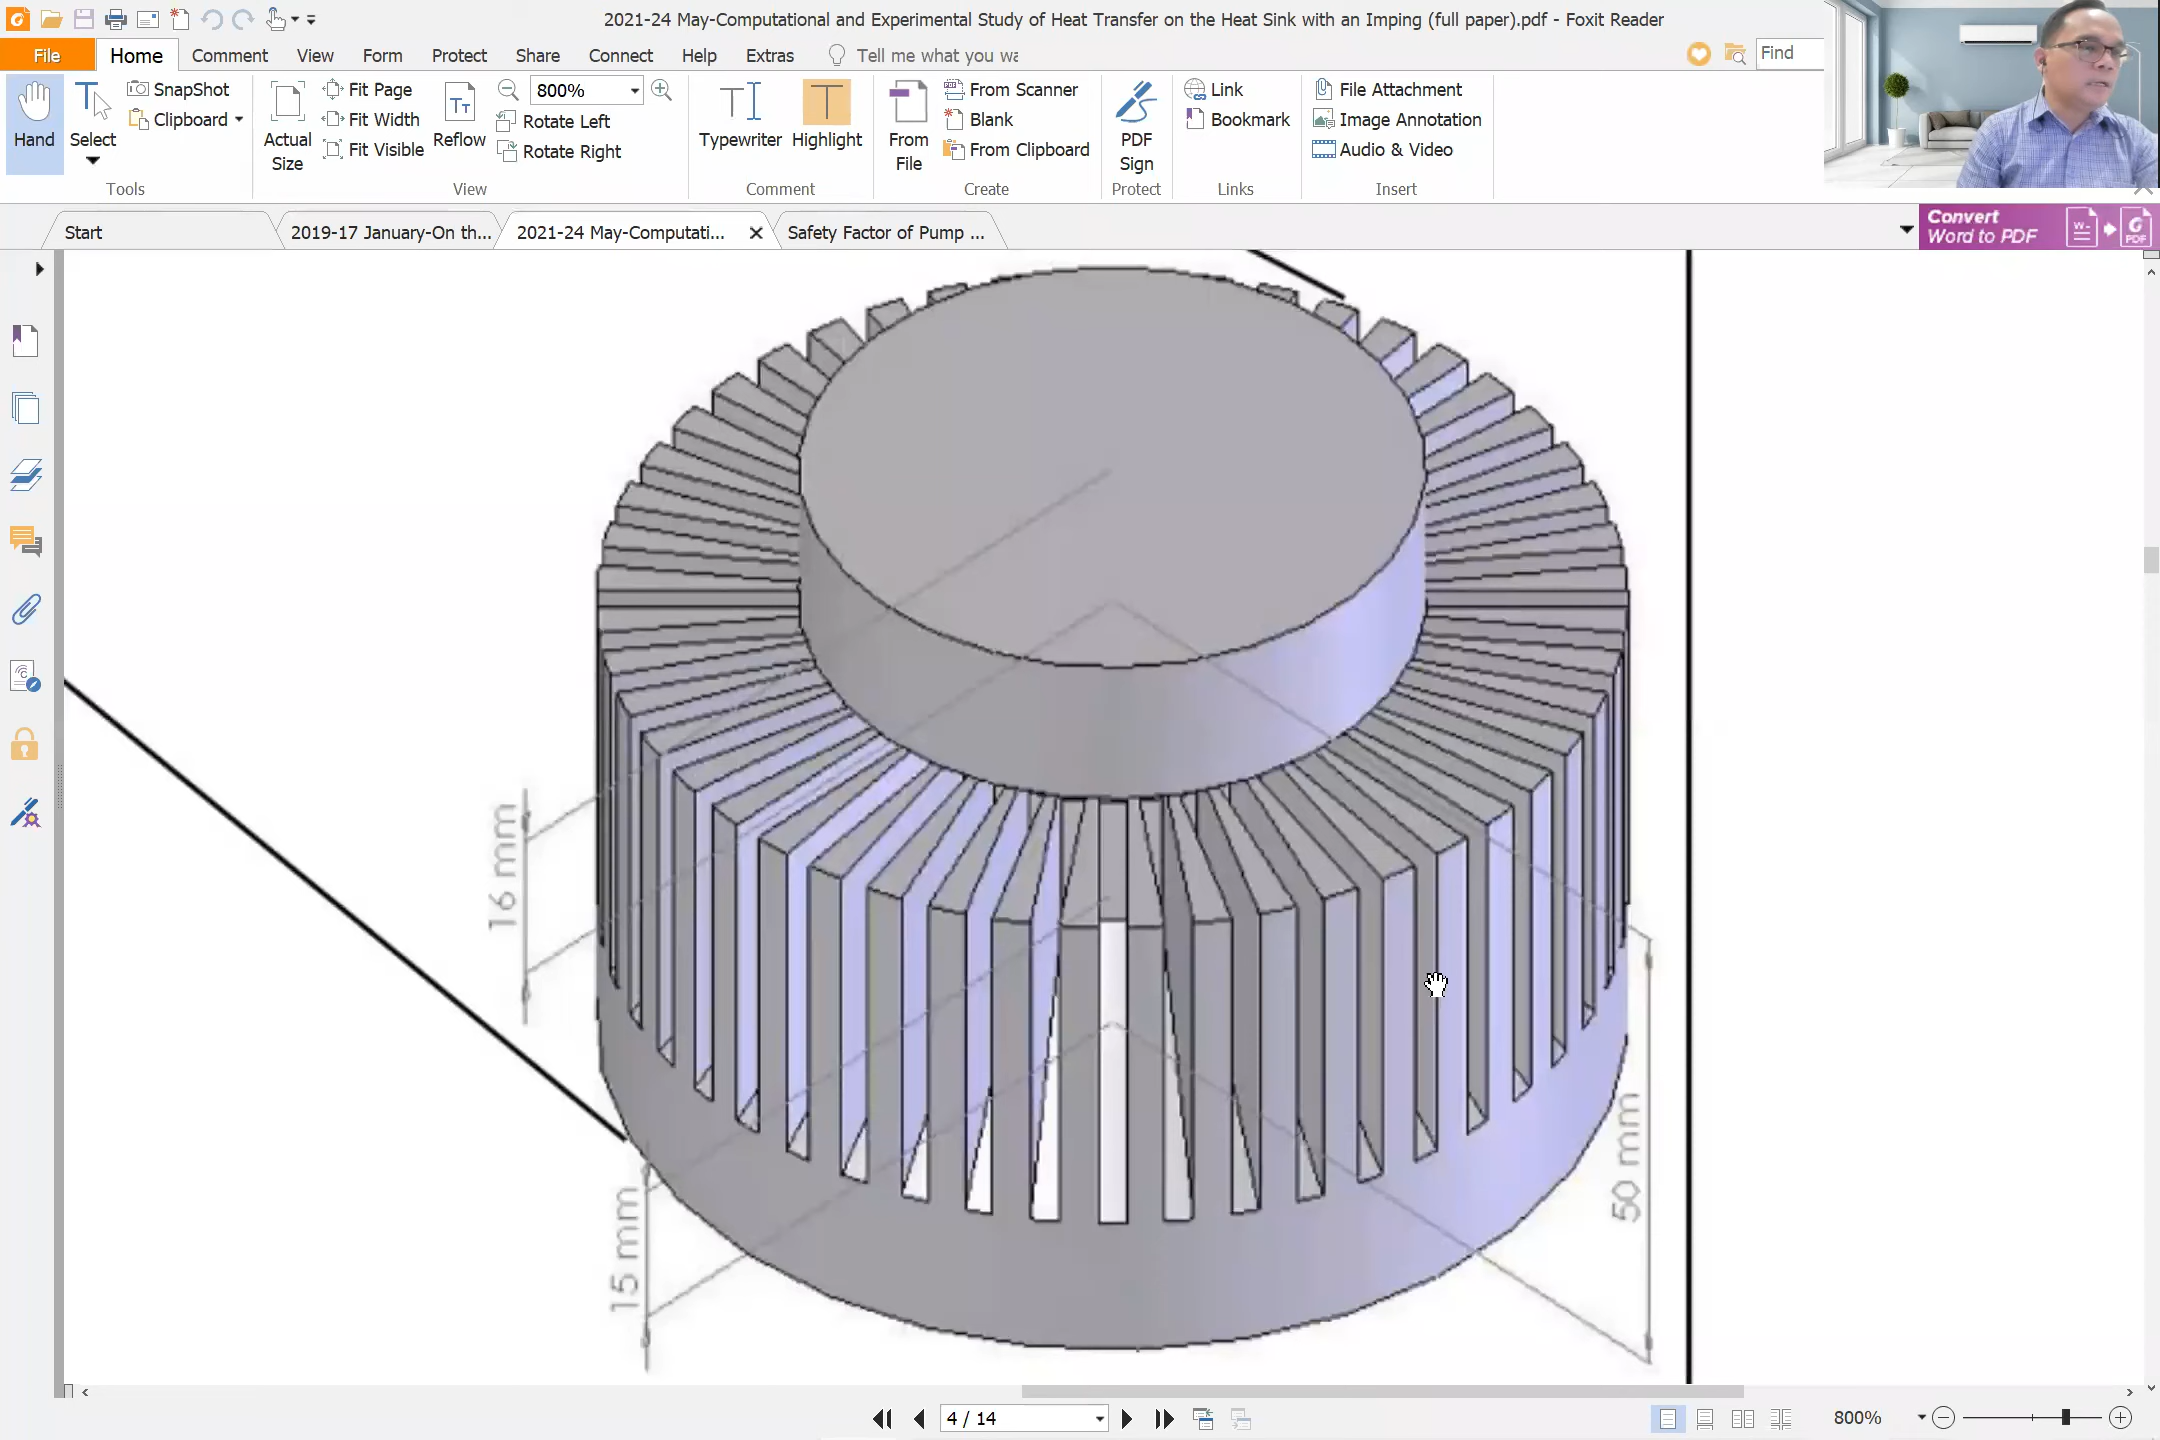 2021-24 May-Computational and Experimental Study of Heat Transfer on the Heat Sink with an Imping (full paper).pdf - Foxit Reader
File Home Comment View Form Protect Share Connect Help Extras Tell me what you wa Find
Hand
Select
SnapShot
Clipboard
Tools
Actual Size
Fit Page
Fit Width
Fit Visible
Reflow
800%
Rotate Left
Rotate Right
View
Typewriter
Highlight
Comment
From File
From Scanner
Blank
From Clipboard
Create
PDF Sign
Protect
Link
Bookmark
Links
File Attachment
Image Annotation
Audio & Video
Insert
Start
2019-17 January-On th...
2021-24 May-Computati...
Safety Factor of Pump ...
Convert
Word to PDF
16 mm
15 mm
50 mm
4 / 14
800%